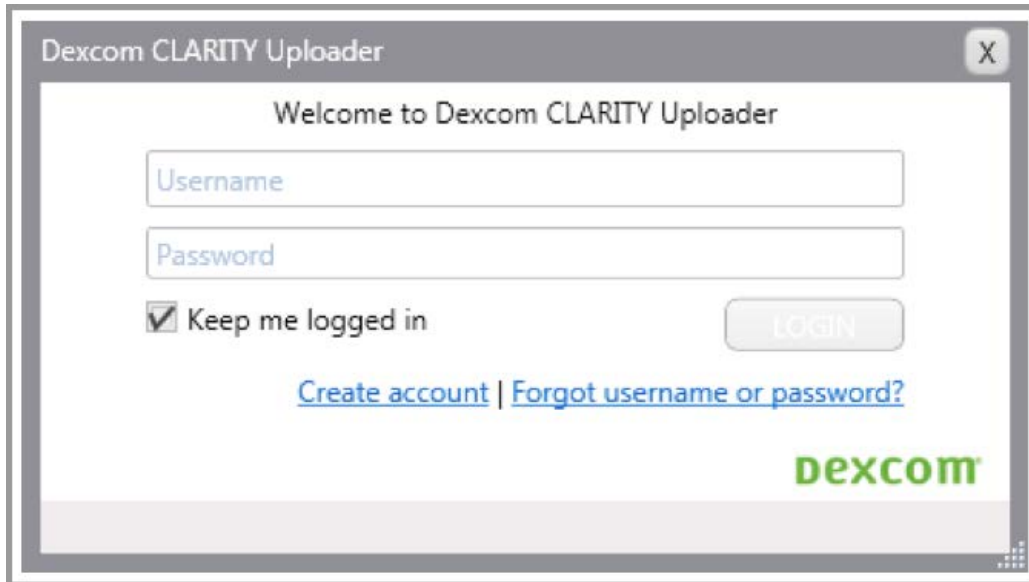 Dexcom CLARITY Uploader
X
Welcome to Dexcom CLARITY Uploader
Username
Password
Keep me logged in
LOGIN
Create account | Forgot username or password?
Dexcom